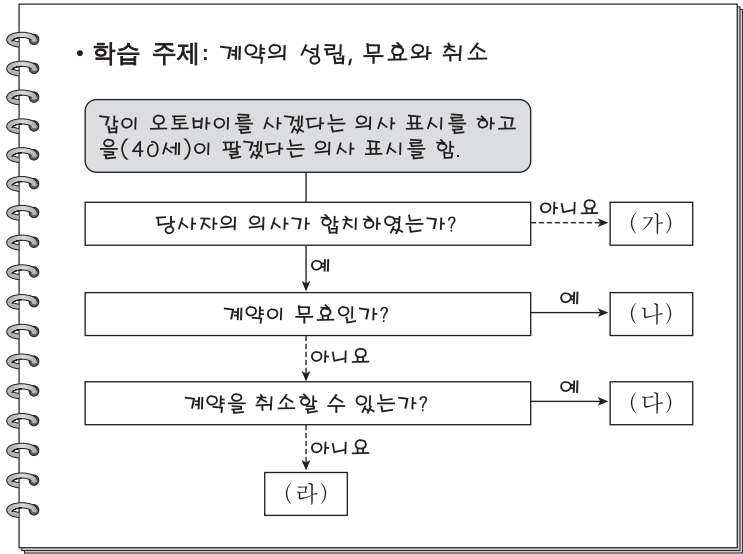 • 학습 주제: 계약의 성립, 무효와 취소
갑이 오토바이를 사겠다는 의사 표시를 하고
을(40세)이 팔겠다는 의사 표시를 함.
당사자의 의사가 합치하였는가?
아니요
(가)
예
계약이 무효인가?
예
(나)
아니요
계약을 취소할 수 있는가?
예
(다)
아니요
(라)